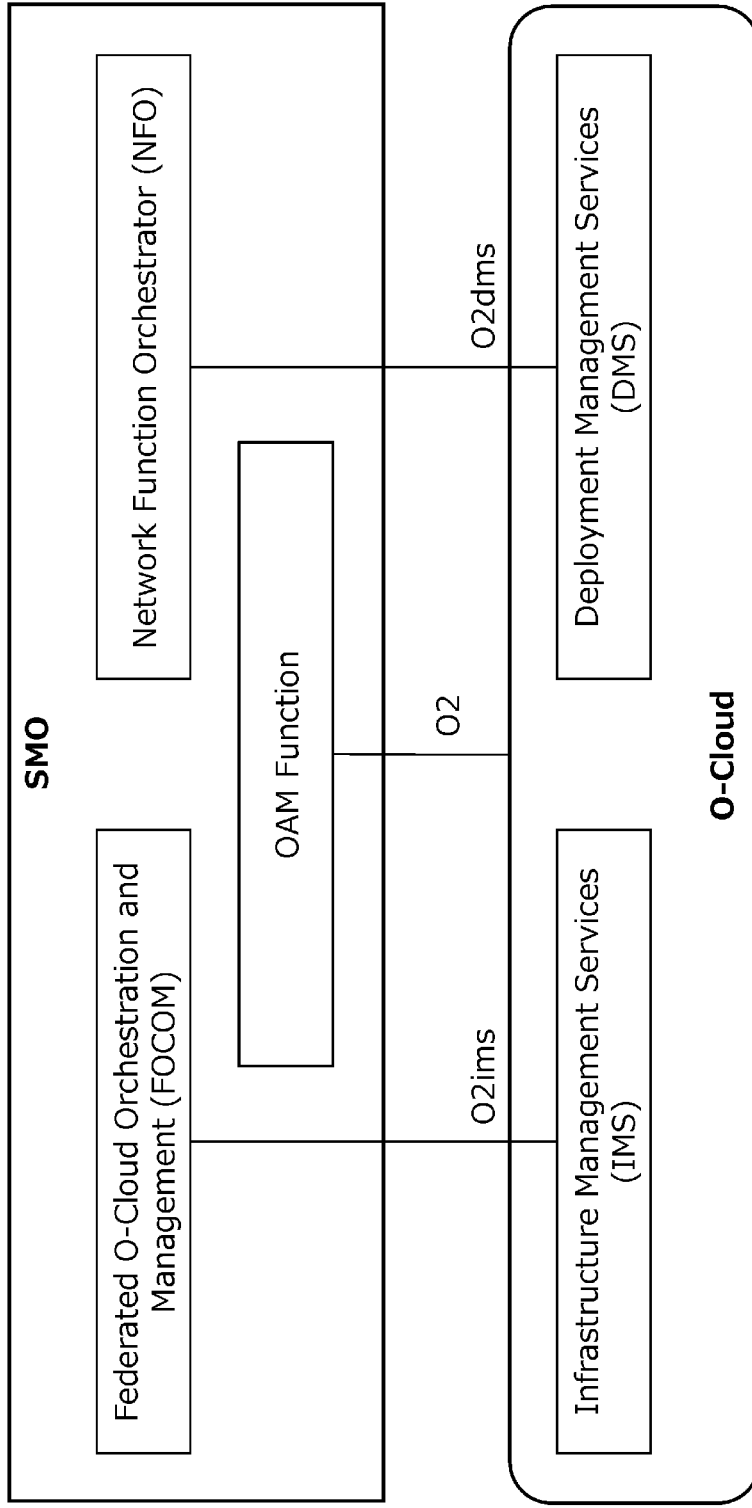 SMO
Federated O-Cloud Orchestration and
Management (FOCOM)
Network Function Orchestrator (NFO)
OAM Function
O2ims
O2
O2dms
Infrastructure Management Services
(IMS)
Deployment Management Services
(DMS)
O-Cloud